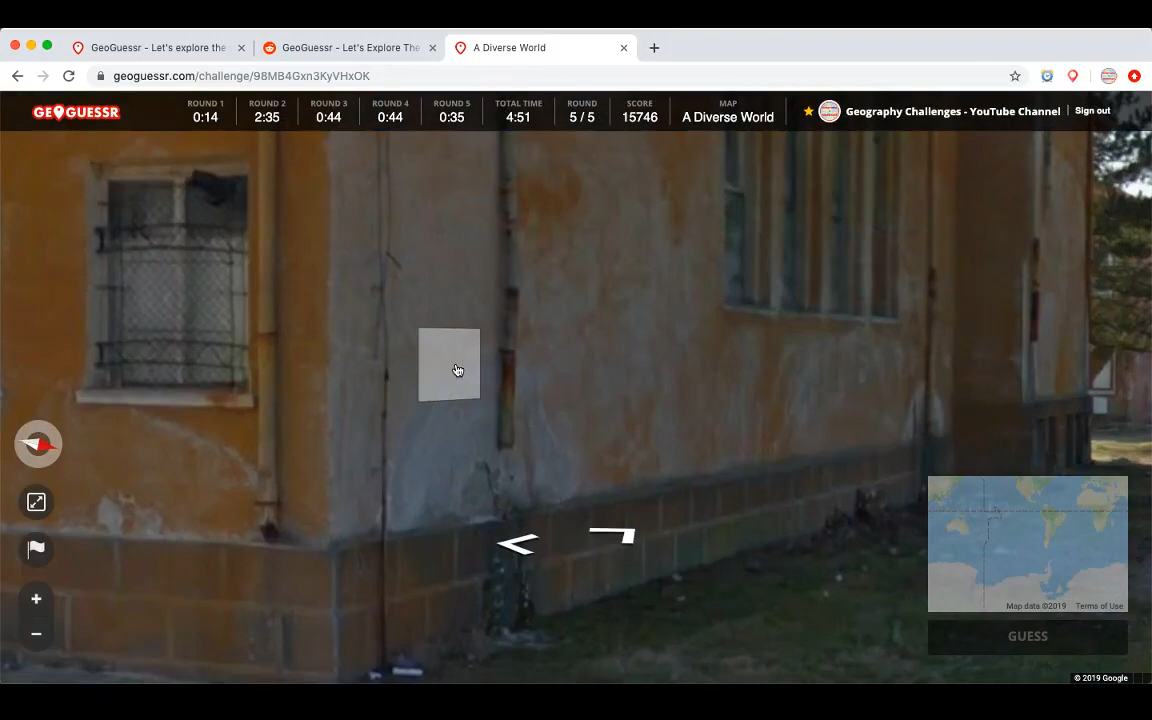 GeoGuessr - Let's explore the
GeoGuessr - Let's Explore The
A Diverse World
geoguessr.com/challenge/98MB4Gxn3KyVHxOK
GEOGUESSR
ROUND 1 ROUND 2 ROUND 3 ROUND 4 ROUND 5 TOTAL TIME ROUND SCORE MAP
0:14 2:35 0:44 0:44 0:35 4:51 5 / 5 15746 A Diverse World
Geography Challenges - YouTube Channel
Sign out
Map data ©2019 Terms of Use
GUESS
© 2019 Google